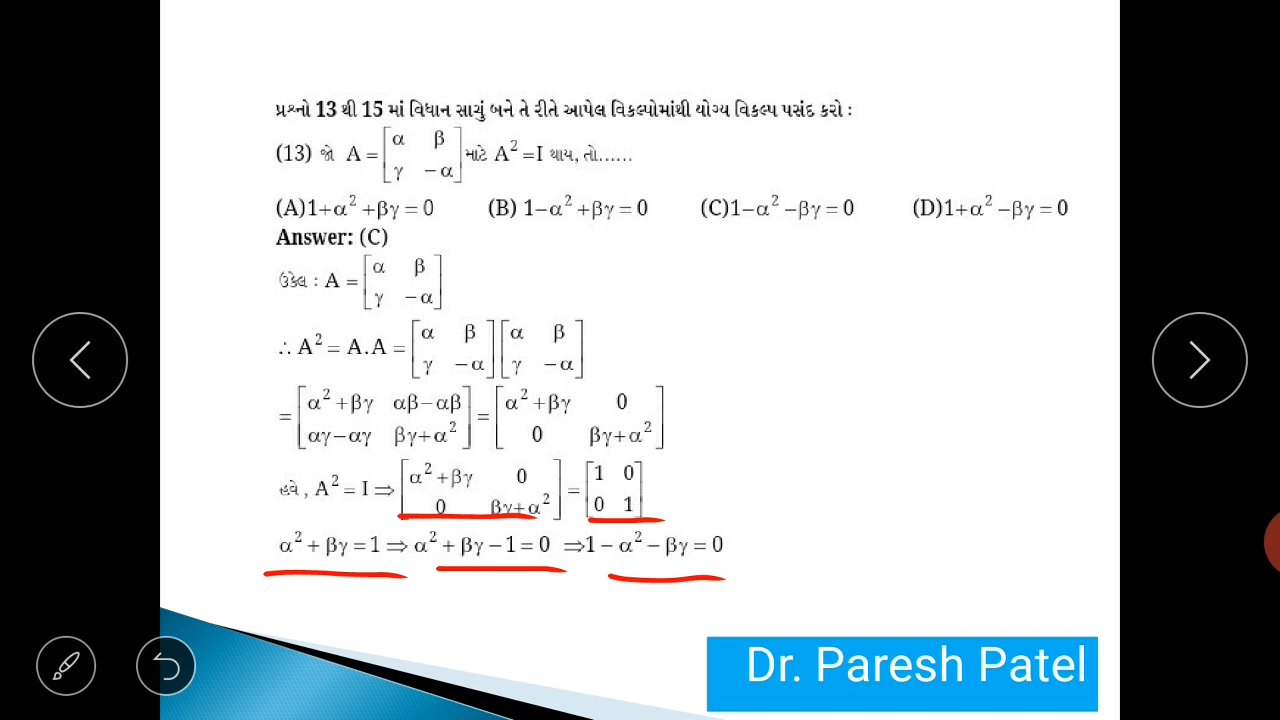 પ્રશ્નો 13 થી 15 માં વિધાન સાચું બને તે રીતે આપેલ વિકલ્પોમાંથી યોગ્ય વિકલ્પ પસંદ કરો :
(13) જો A = [α β; γ −α] માટે A² = I થાય, તો......
(A) 1+α² +βγ = 0 (B) 1−α² +βγ = 0 (C) 1−α² −βγ = 0 (D) 1+α² −βγ = 0
Answer: (C)
ઉકેલ : A = [α β; γ −α]
∴ A² = A.A = [α β; γ −α] [α β; γ −α]
= [α² +βγ αβ−αβ; αγ−αγ βγ+α²] = [α² +βγ 0; 0 βγ+α²]
હવે , A² = I ⇒ [α² +βγ 0; 0 βγ+α²] = [1 0; 0 1]
α² + βγ = 1 ⇒ α² + βγ − 1 = 0 ⇒ 1 − α² − βγ = 0
Dr. Paresh Patel